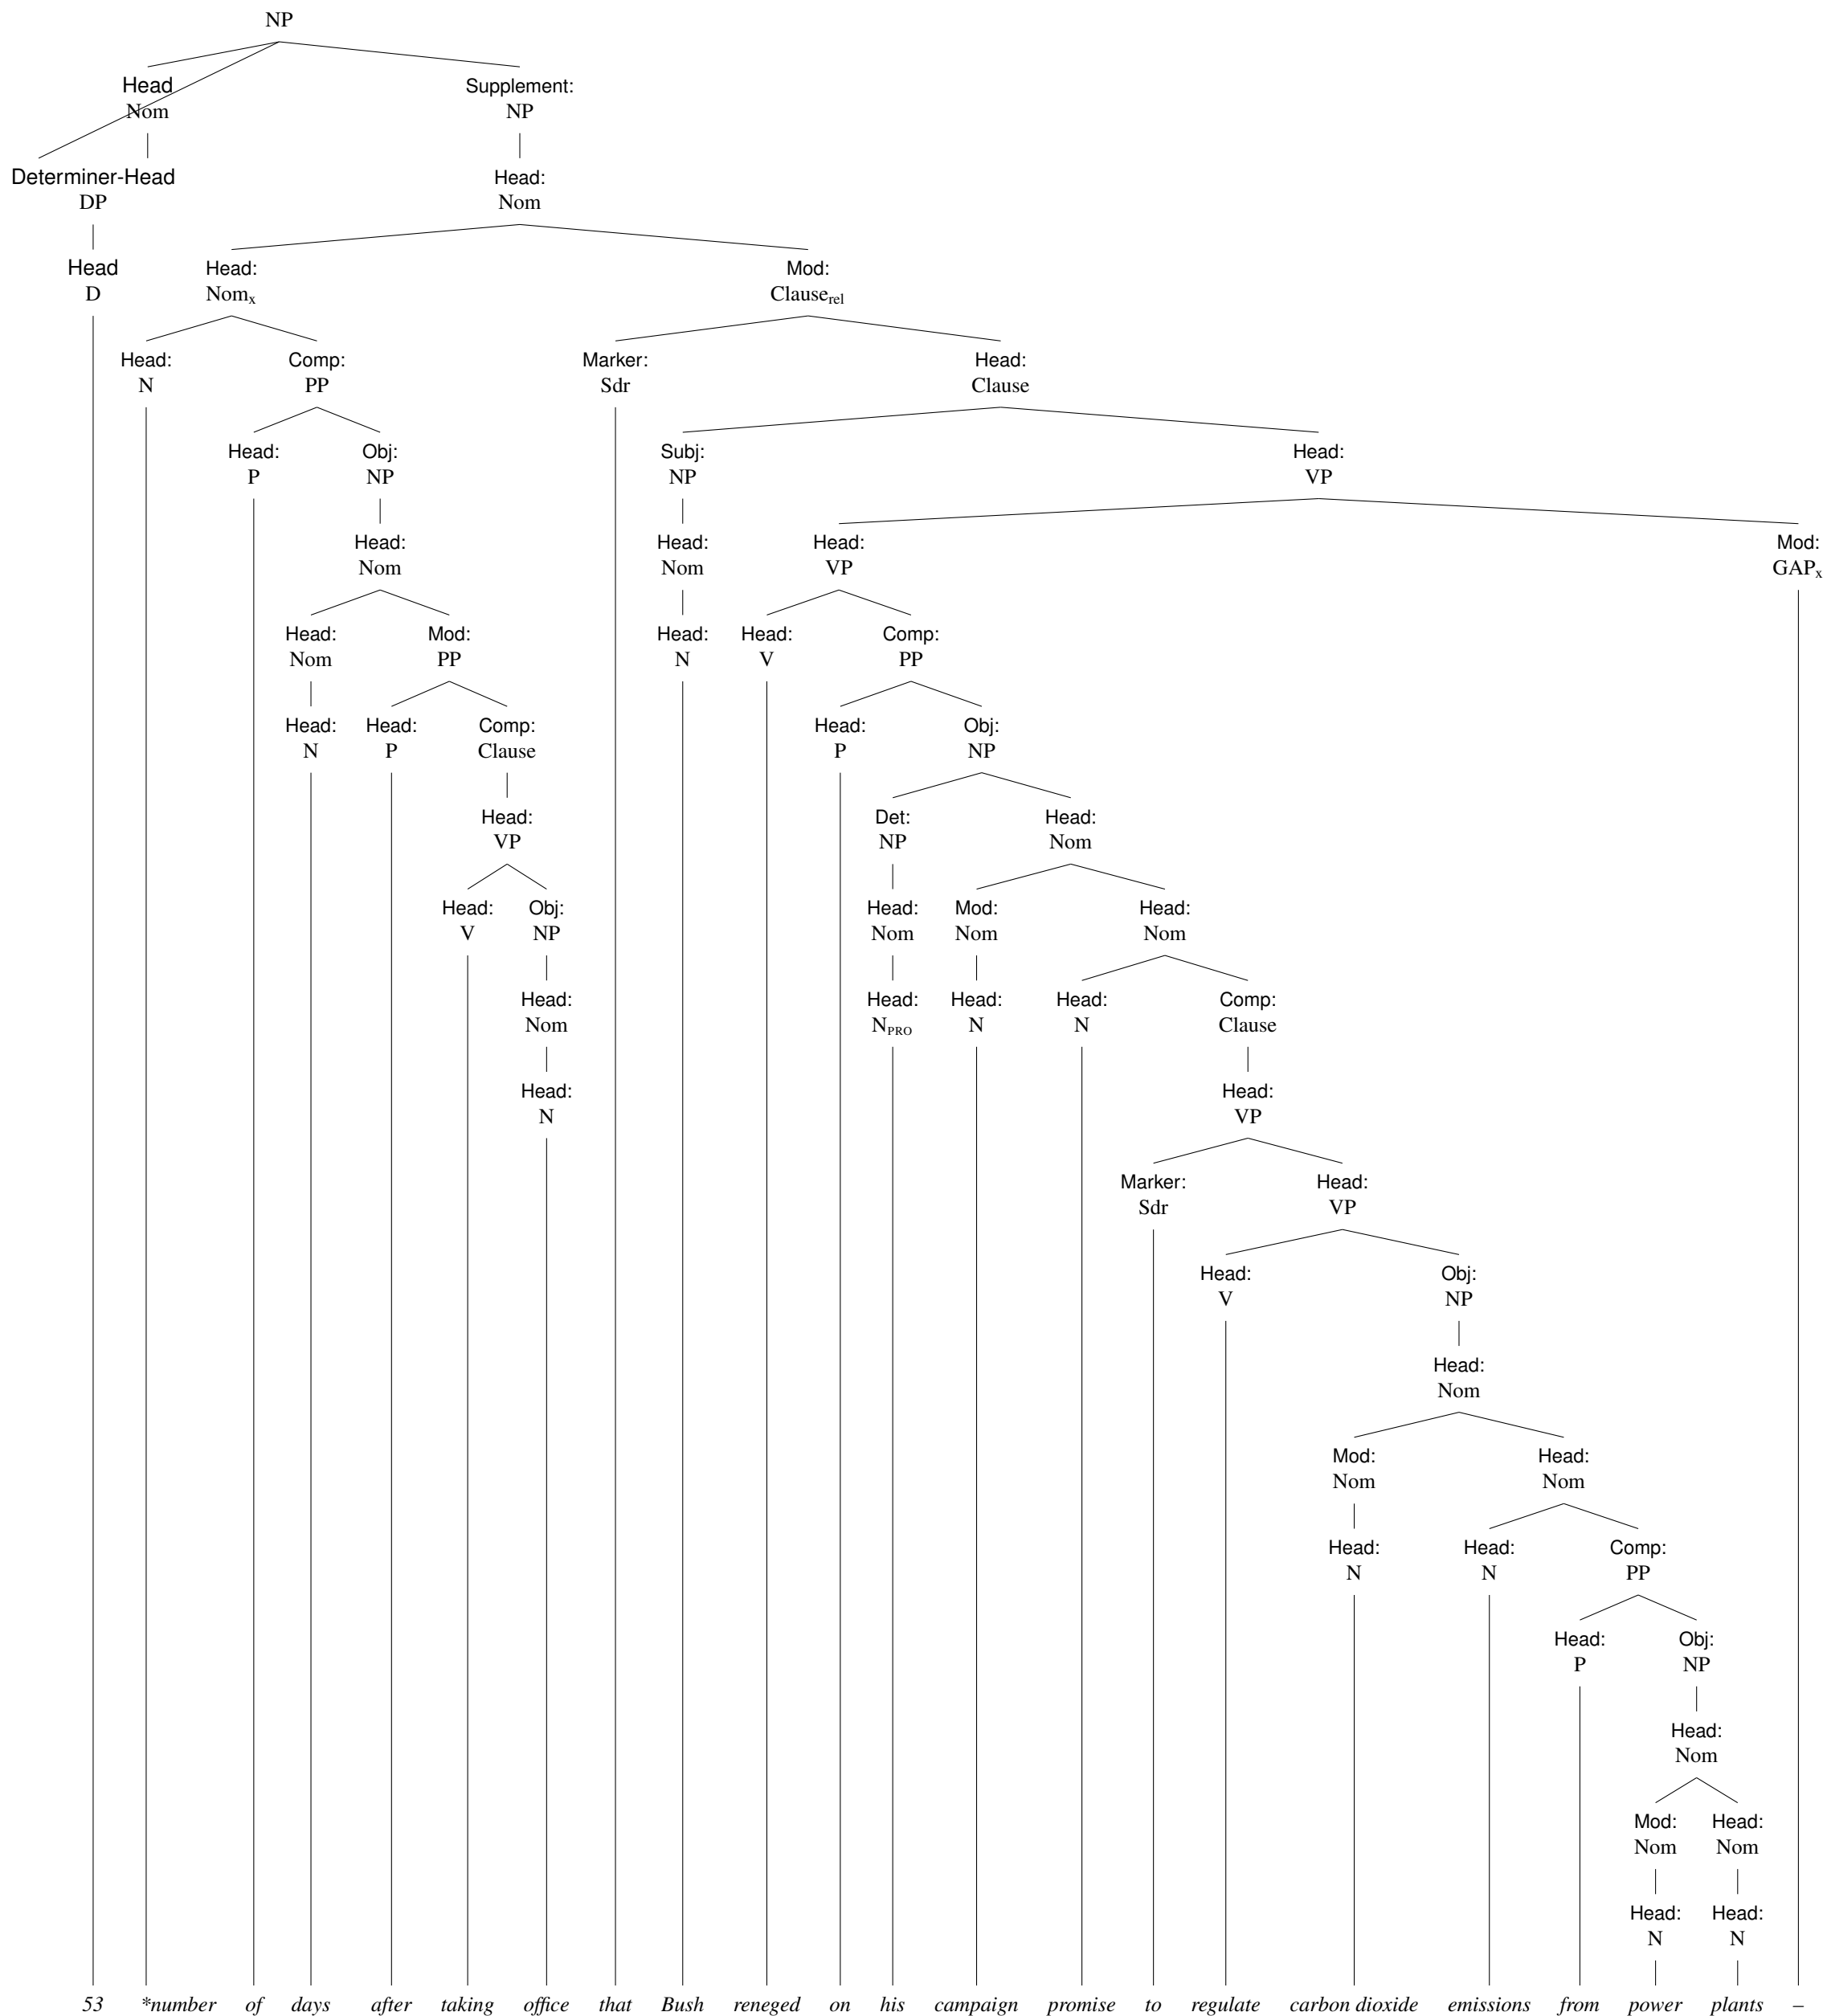 NP
Head Supplement:
Nom NP
Determiner-Head Head:
DP Nom
Head Head: Mod:
D Nomx Clauserel
Head: Comp: Marker: Head:
N PP Sdr Clause
Head: Obj: Subj: Head:
P NP NP VP
Head: Head: Head: Mod:
Nom Nom VP GAPx
Head: Mod: Head: Head: Comp:
Nom PP N V PP
Head: Head: Comp: Head: Obj:
N P Clause P NP
Head: Det: Head:
VP NP Nom
Head: Obj: Head: Mod: Head:
V NP Nom Nom Nom
Head: Head: Head: Head: Comp:
Nom NPRO N N Clause
Head: Head:
N VP
Marker: Head:
Sdr VP
Head: Obj:
V NP
Head:
Nom
Mod: Head:
Nom Nom
Head: Head: Comp:
N N PP
Head: Obj:
P NP
Head:
Nom
Mod: Head:
Nom Nom
Head: Head:
N N
53 *number of days after taking office that Bush reneged on his campaign promise to regulate carbon dioxide emissions from power plants –